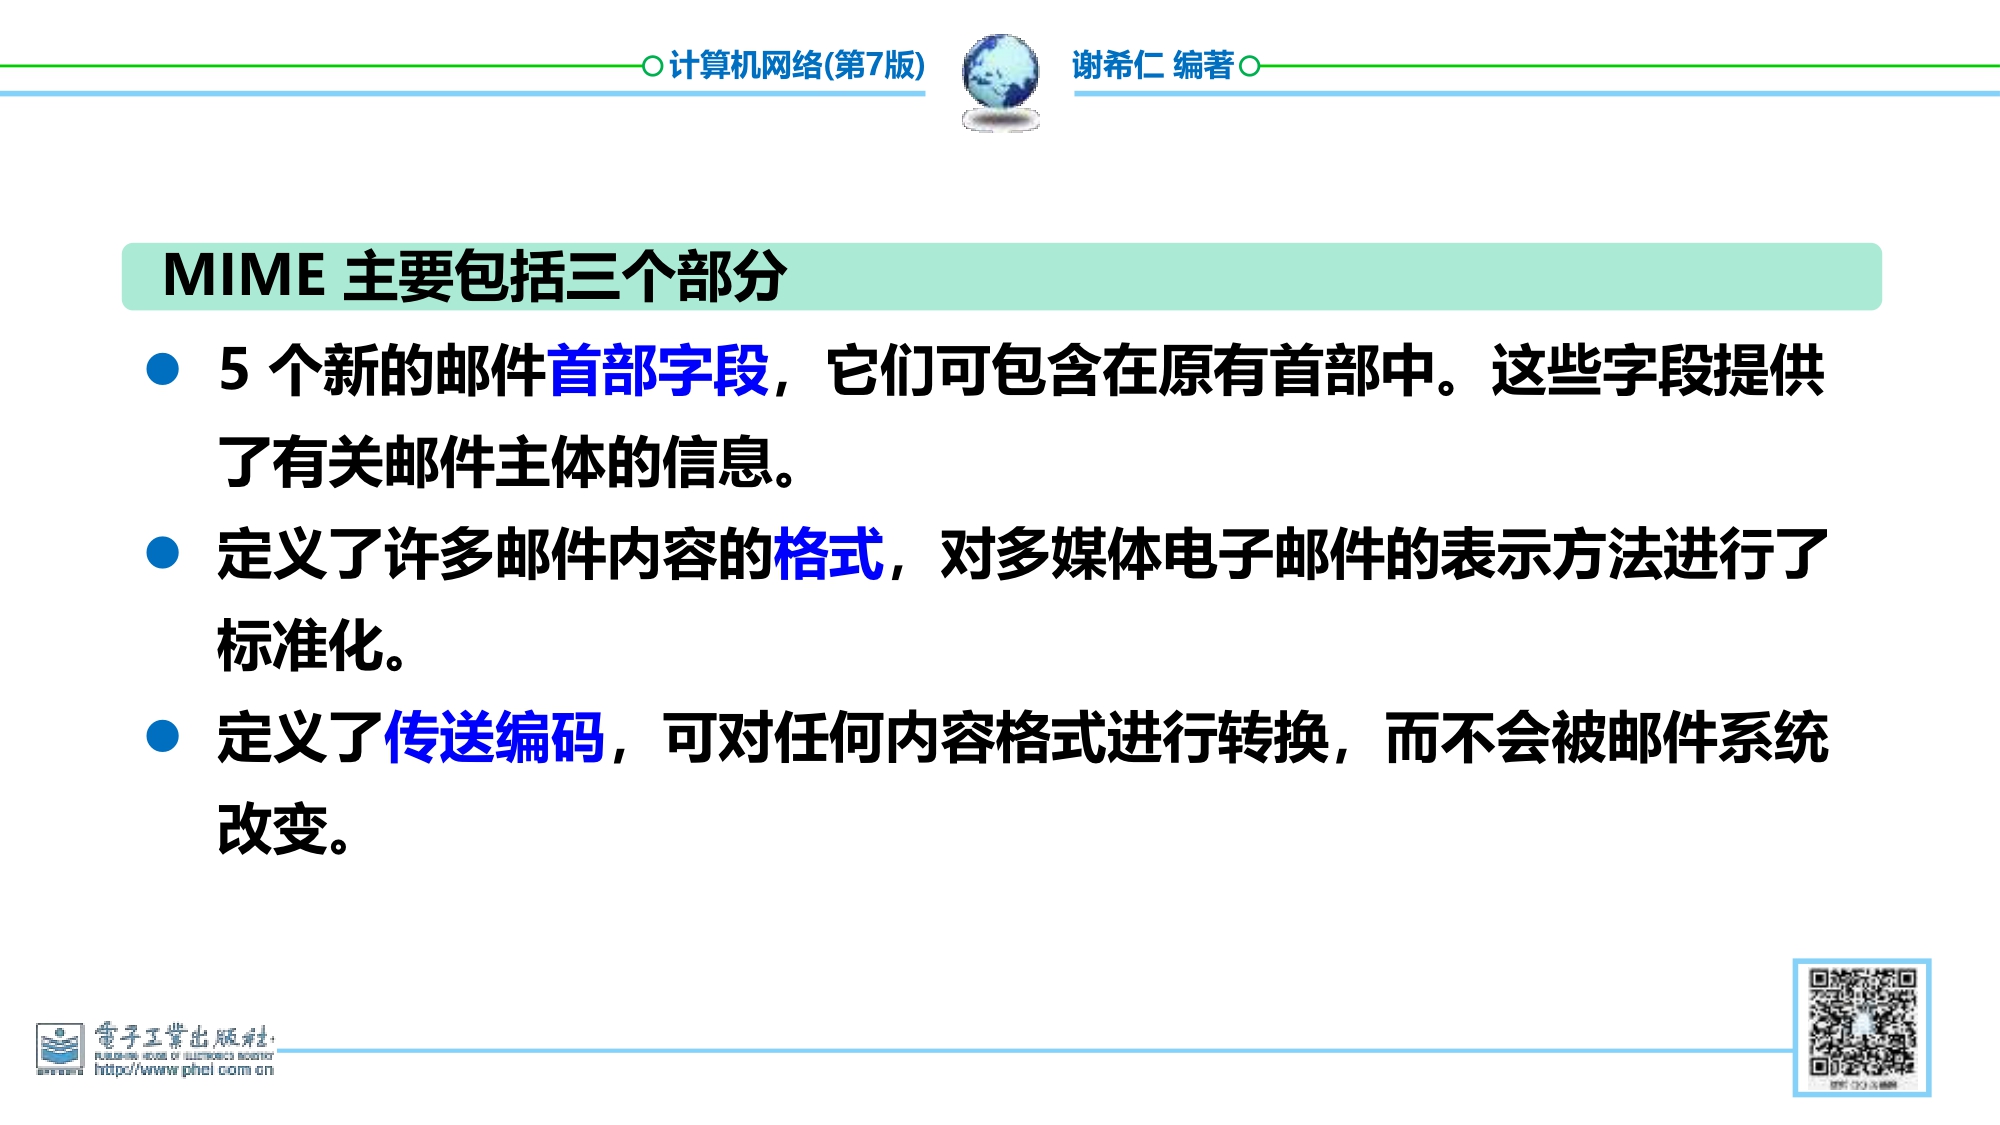 计算机网络(第7版) 谢希仁 编著
MIME 主要包括三个部分
● 5 个新的邮件首部字段，它们可包含在原有首部中。这些字段提供
了有关邮件主体的信息。
● 定义了许多邮件内容的格式，对多媒体电子邮件的表示方法进行了
标准化。
● 定义了传送编码，可对任何内容格式进行转换，而不会被邮件系统
改变。
電子工業出版社
PUBLISHING HOUSE OF ELECTRONICS INDUSTRY
http://www.phei.com.cn